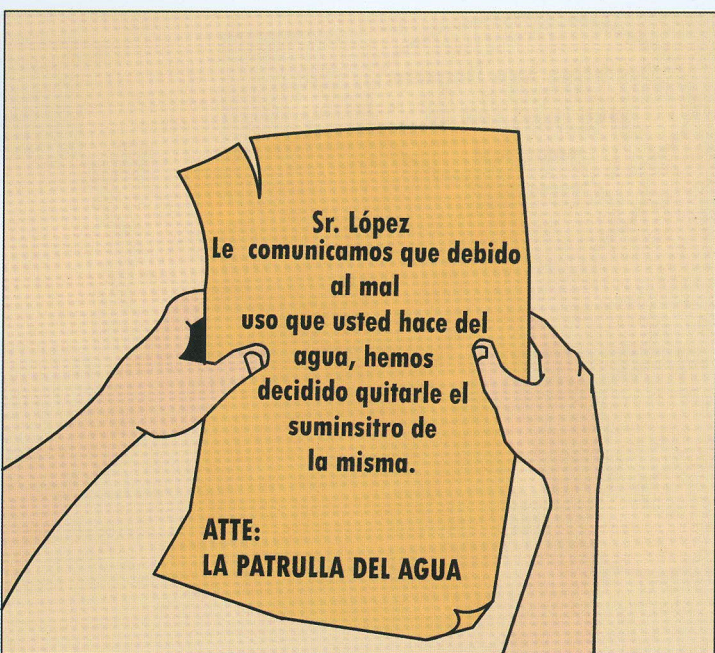 Sr. López
Le comunicamos que debido
al mal
uso que usted hace del
agua, hemos
decidido quitarle el
suminsitro de
la misma.
ATTE:
LA PATRULLA DEL AGUA